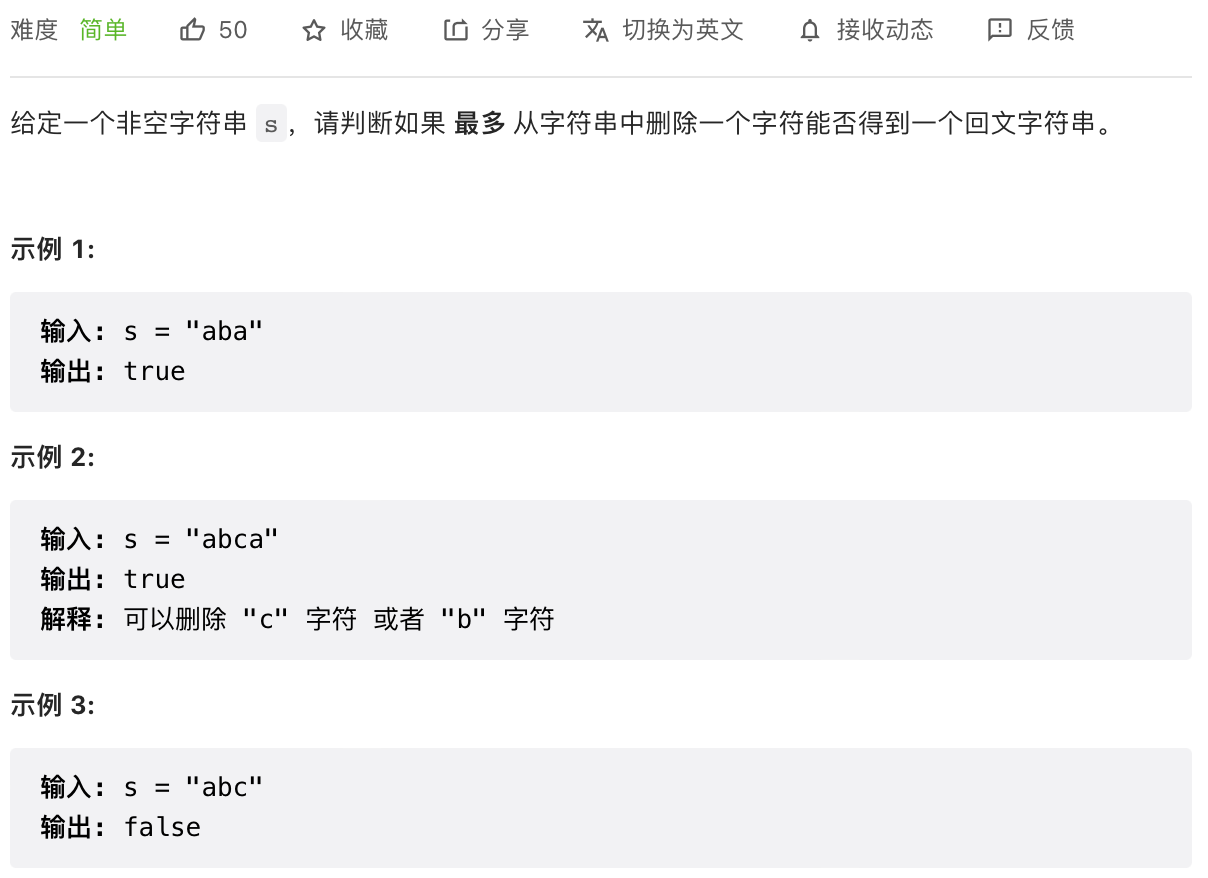 难度 简单 50 收藏 分享 切换为英文 接收动态 反馈
给定一个非空字符串 s，请判断如果 最多 从字符串中删除一个字符能否得到一个回文字符串。
示例 1:
输入: s = "aba"
输出: true
示例 2:
输入: s = "abca"
输出: true
解释: 可以删除 "c" 字符 或者 "b" 字符
示例 3:
输入: s = "abc"
输出: false